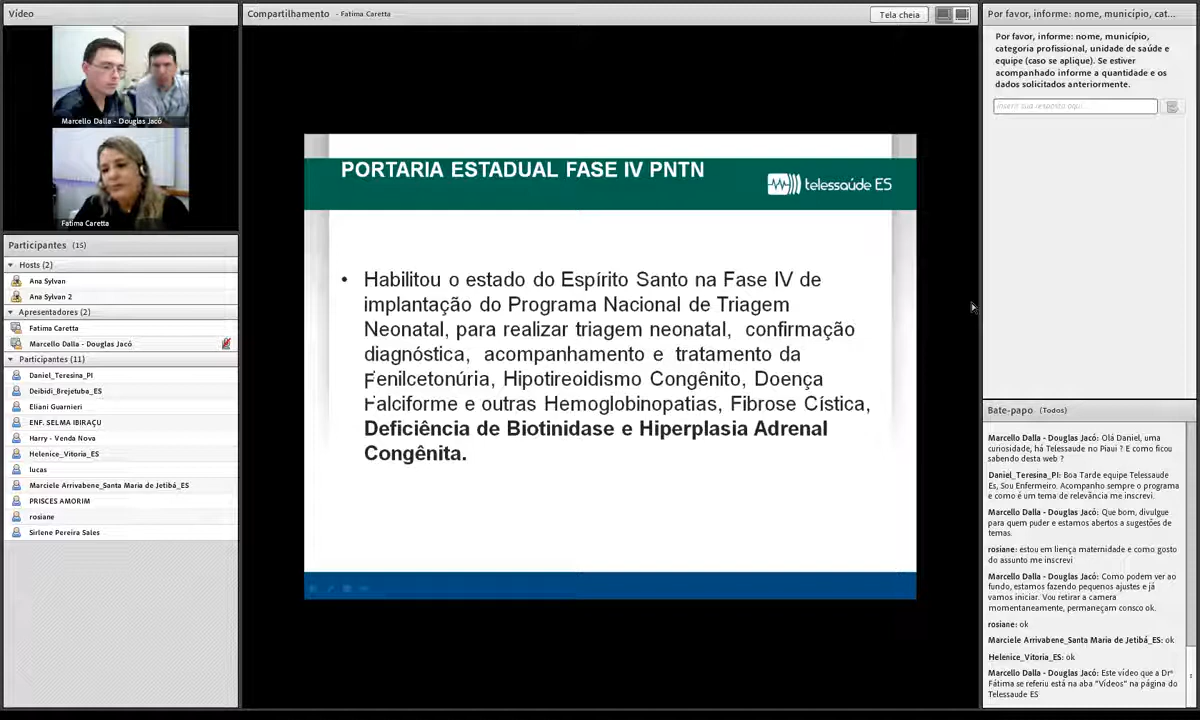 Vídeo
Marcello Dalla - Douglas Jacó
Fatima Caretta
Participantes (15)
Hosts (2)
Ana Sylvan
Ana Sylvan 2
Apresentadores (2)
Fatima Caretta
Marcello Dalla - Douglas Jacó
Participantes (11)
Daniel_Teresina_PI
Deibidi_Brejetuba_ES
Eliani Guarnieri
ENF. SELMA IBIRAÇU
Harry - Venda Nova
Helenice_Vitoria_ES
lucas
Marciele Arrivabene_Santa Maria de Jetibá_ES
PRISCES AMORIM
rosiane
Sirlene Pereira Sales
Compartilhamento - Fatima Caretta
Tela cheia
PORTARIA ESTADUAL FASE IV PNTN
telessaúde ES
• Habilitou o estado do Espírito Santo na Fase IV de
implantação do Programa Nacional de Triagem
Neonatal, para realizar triagem neonatal, confirmação
diagnóstica, acompanhamento e tratamento da
Fenilcetonúria, Hipotireoidismo Congênito, Doença
Falciforme e outras Hemoglobinopatias, Fibrose Cística,
Deficiência de Biotinidase e Hiperplasia Adrenal
Congênita.
Por favor, informe: nome, município, cat...
Por favor, informe: nome, município,
categoria profissional, unidade de saúde e
equipe (caso se aplique). Se estiver
acompanhado informe a quantidade e os
dados solicitados anteriormente.
Inserir sua resposta aqui...
Bate-papo (Todos)
Marcello Dalla - Douglas Jacó: Olá Daniel, uma
curiosidade, há Telessaude no Piaui ? E como ficou
sabendo desta web ?
Daniel_Teresina_PI: Boa Tarde equipe Telessaude
Es, Sou Enfermeiro. Acompanho sempre o programa
e como é um tema de relevância me inscrevi.
Marcello Dalla - Douglas Jacó: Que bom, divulgue
para quem puder e estamos abertos a sugestões de
temas.
rosiane: estou em liença maternidade e como gosto
do assunto me inscrevi
Marcello Dalla - Douglas Jacó: Como podem ver ao
fundo, estamos fazendo pequenos ajustes e já
vamos iniciar. Vou retirar a camera
momentaneamente, permaneçam consco ok.
rosiane: ok
Marciele Arrivabene_Santa Maria de Jetibá_ES: ok
Helenice_Vitoria_ES: ok
Marcello Dalla - Douglas Jacó: Este vídeo que a Drª
Fátima se referiu está na aba "Vídeos" na página do
Telessaude ES